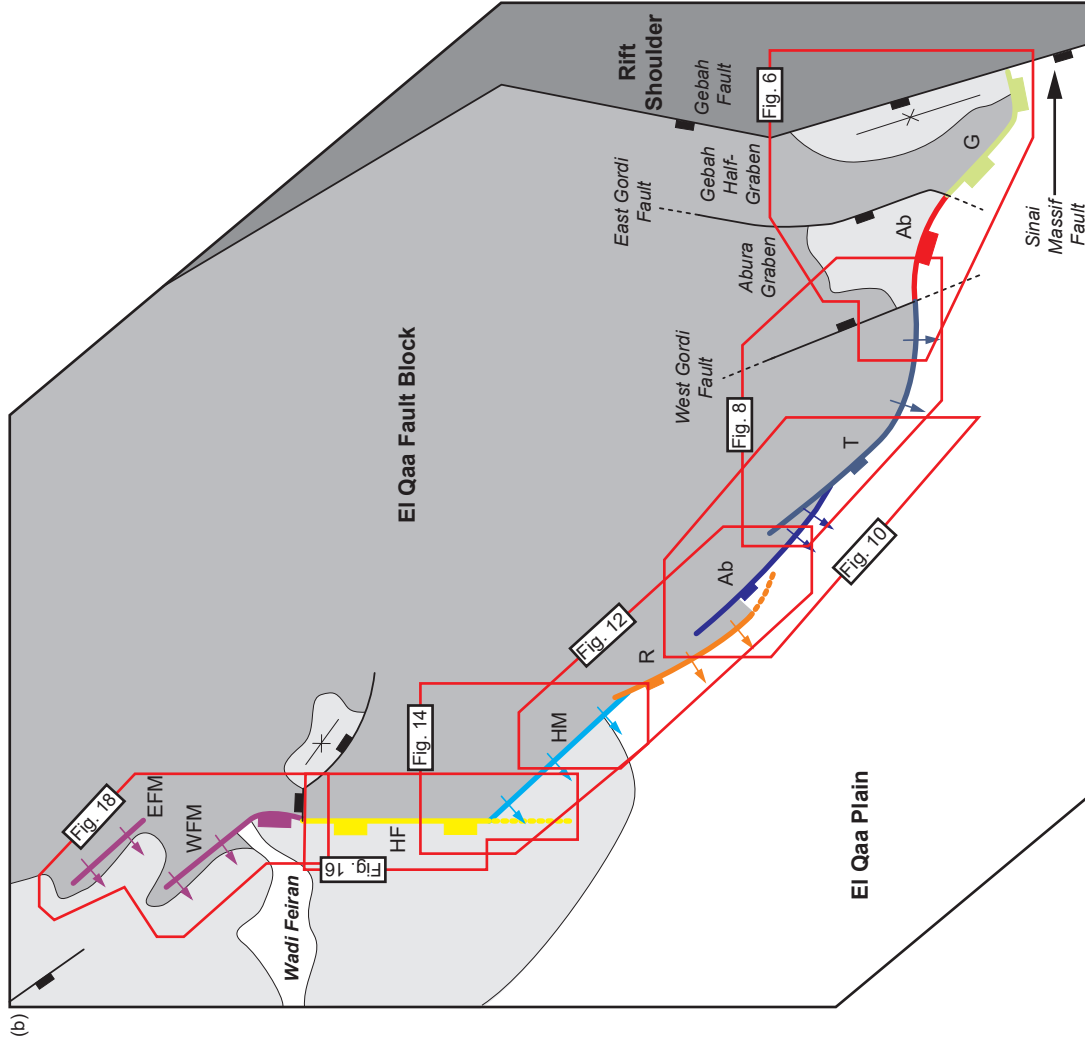 (b)
Rift
Shoulder
Gebah
Fault
Fig. 6
Gebah
Half-
Graben
East Gordi
Fault
Abura
Graben
G
Ab
Sinai
Massif
Fault
El Qaa Fault Block
West Gordi
Fault
Fig. 8
T
Fig. 10
Ab
Fig. 12
R
Fig. 14
HM
EFM
Fig. 18
WFM
HF
Fig. 16
Wadi Feiran
El Qaa Plain